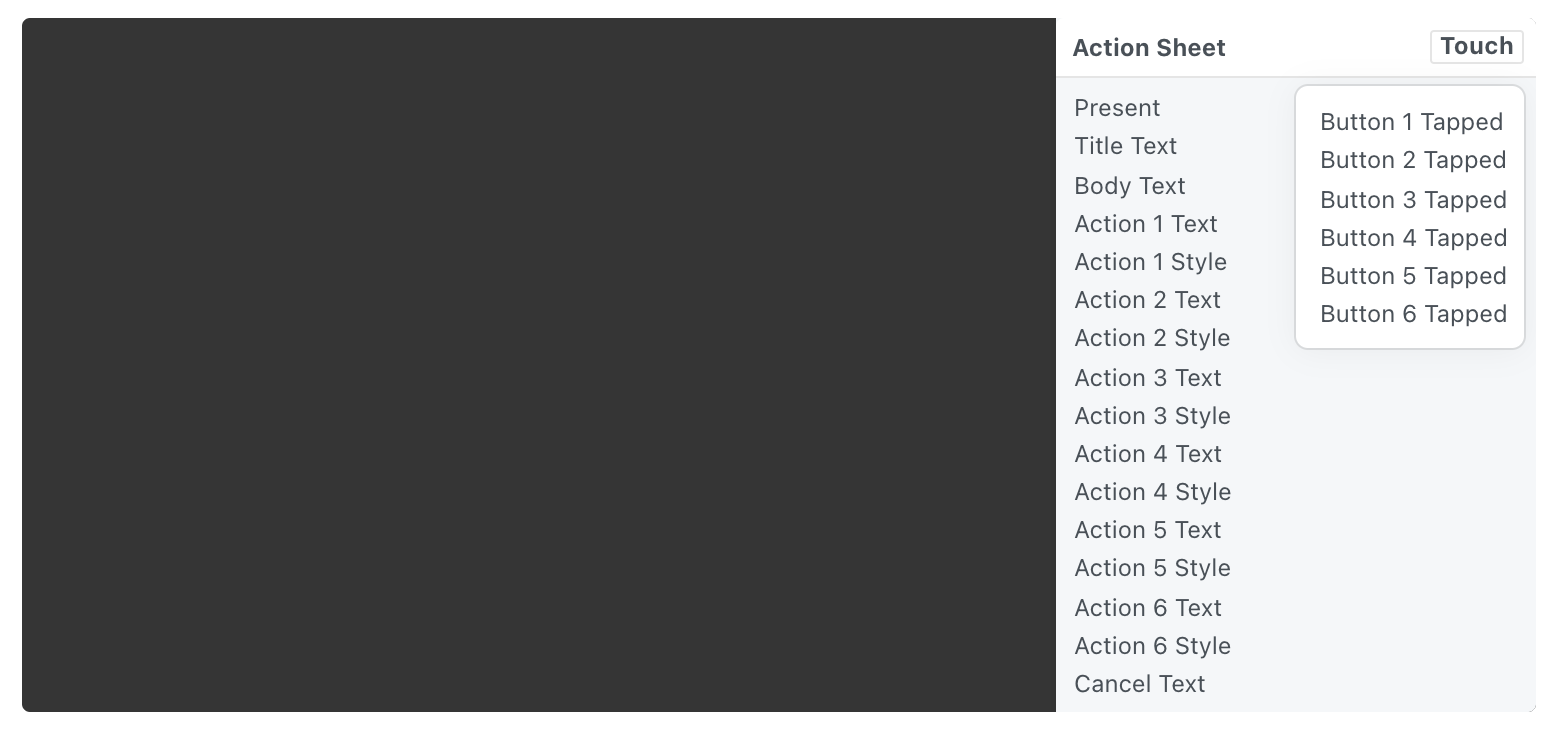 Action Sheet
Touch
Present
Title Text
Body Text
Action 1 Text
Action 1 Style
Action 2 Text
Action 2 Style
Action 3 Text
Action 3 Style
Action 4 Text
Action 4 Style
Action 5 Text
Action 5 Style
Action 6 Text
Action 6 Style
Cancel Text
Button 1 Tapped
Button 2 Tapped
Button 3 Tapped
Button 4 Tapped
Button 5 Tapped
Button 6 Tapped